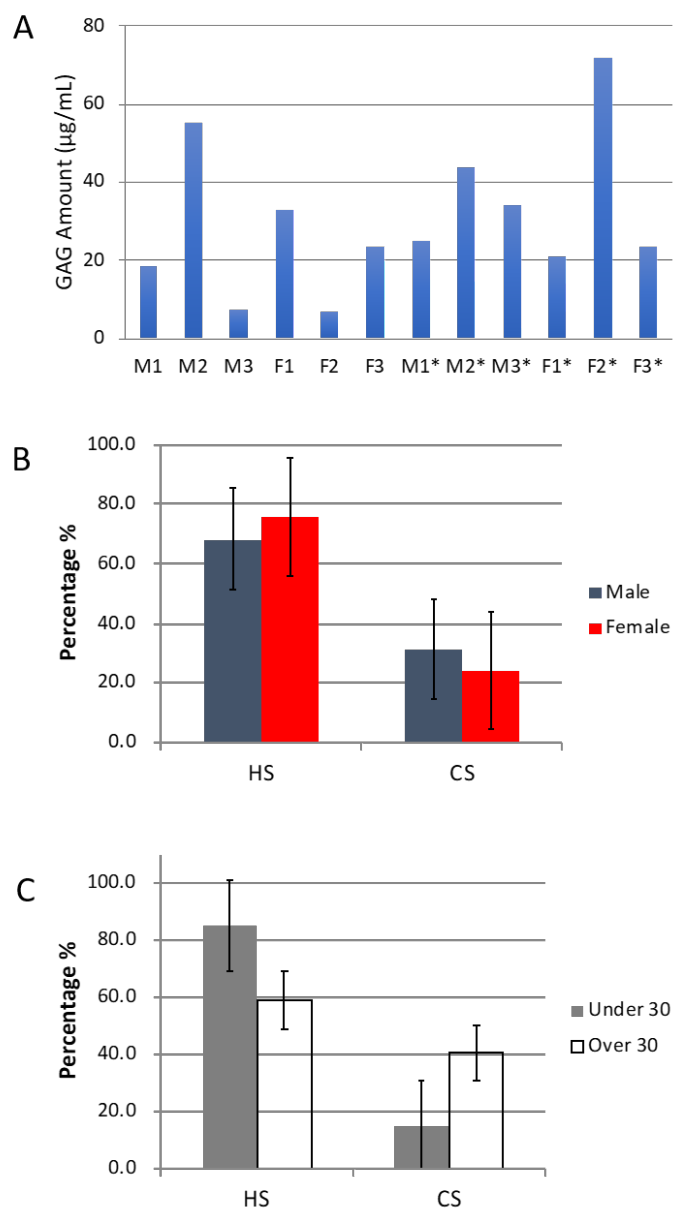 A
GAG Amount (µg/mL)
80
60
40
20
0
M1 M2 M3 F1 F2 F3 M1* M2* M3* F1* F2* F3*
B
Percentage %
100.0
80.0
60.0
40.0
20.0
0.0
HS CS
Male
Female
C
Percentage %
100.0
80.0
60.0
40.0
20.0
0.0
HS CS
Under 30
Over 30